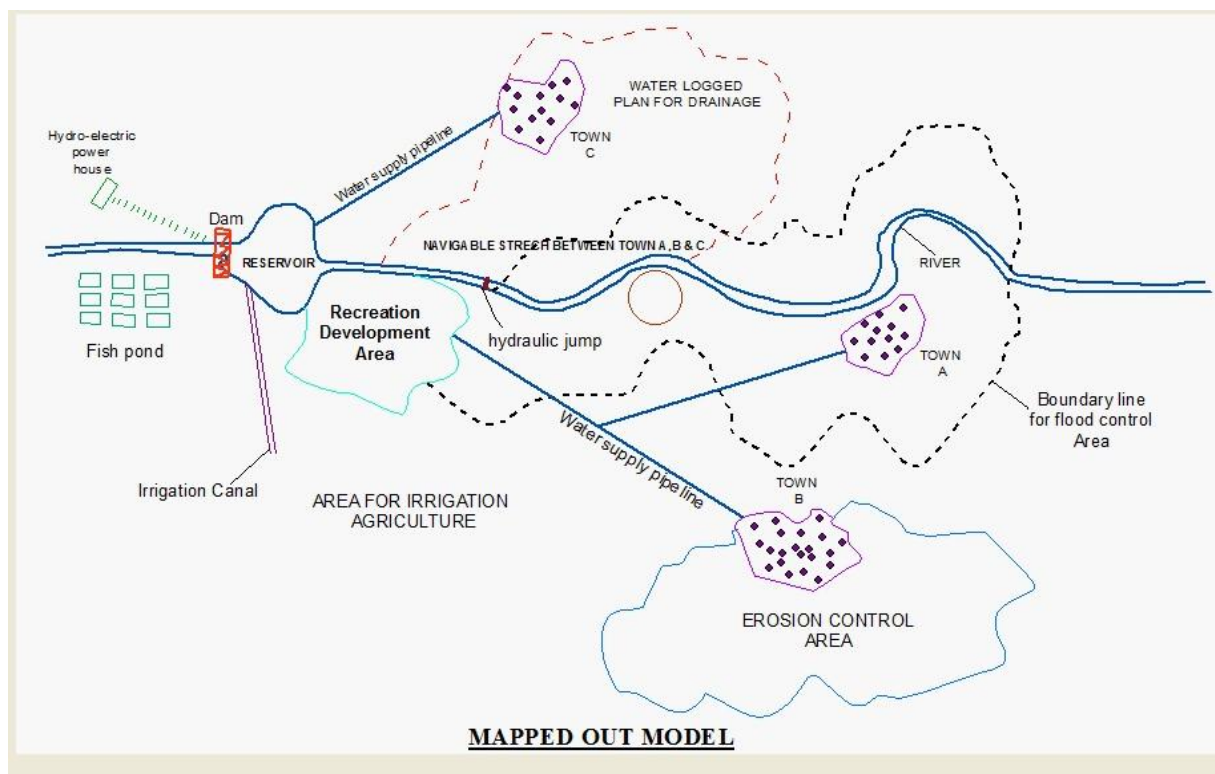 WATER LOGGED
PLAN FOR DRAINAGE
TOWN
C
Water supply pipeline
Hydro-electric
power
house
Dam
RESERVOIR
NAVIGABLE STRECH BETWEEN TOWN A, B & C.
RIVER
Recreation
Development
Area
hydraulic jump
Fish pond
TOWN
A
Boundary line
for flood control
Area
Water supply pipe line
Irrigation Canal
AREA FOR IRRIGATION
AGRICULTURE
TOWN
B
EROSION CONTROL
AREA
MAPPED OUT MODEL